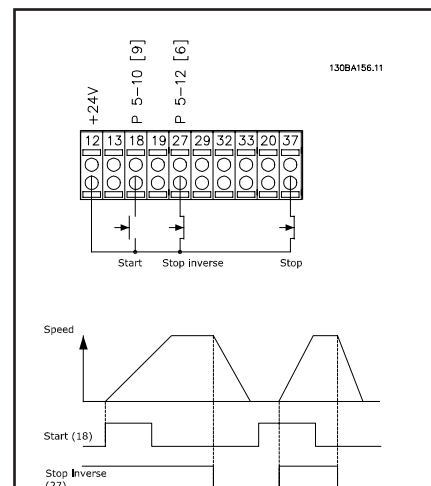 130BA156.11
+24V
P 5-10 [9]
P 5-12 [6]
12 13 18 19 27 29 32 33 20 37
Start Stop inverse Stop
Speed
Start (18)
Stop Inverse
(27)